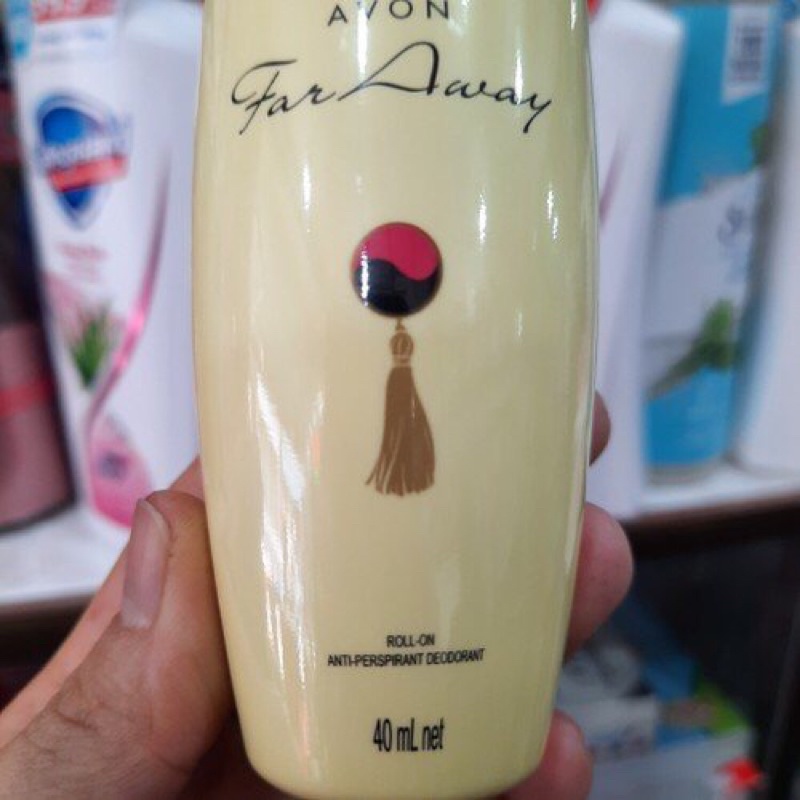 AVON
Far Away
ROLL-ON
ANTI-PERSPIRANT DEODORANT
40 mL net